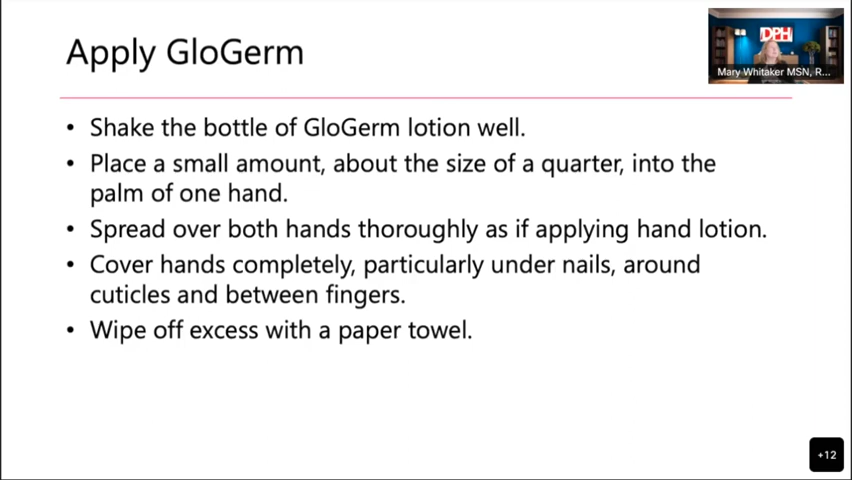 Apply GloGerm
DPH
Mary Whitaker MSN, R...
• Shake the bottle of GloGerm lotion well.
• Place a small amount, about the size of a quarter, into the
palm of one hand.
• Spread over both hands thoroughly as if applying hand lotion.
• Cover hands completely, particularly under nails, around
cuticles and between fingers.
• Wipe off excess with a paper towel.
+12